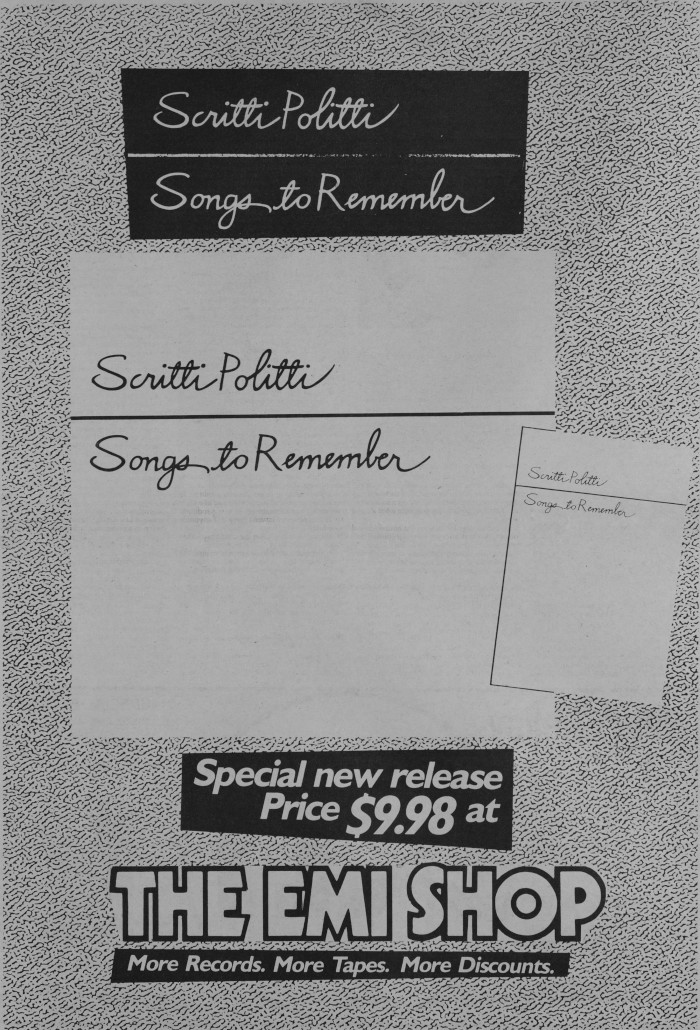 Scritti Politti
Songs to Remember
Scritti Politti
Songs to Remember
Scritti Politti
Songs to Remember
Special new release
Price $9.98 at
THE EMI SHOP
More Records. More Tapes. More Discounts.